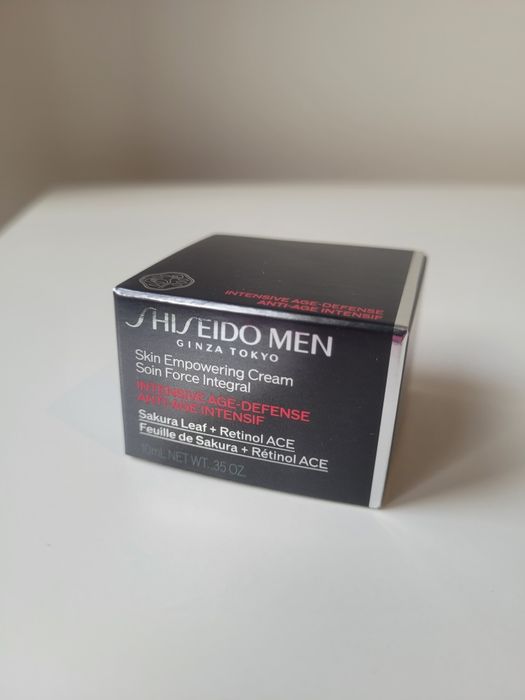 INTENSIVE AGE-DEFENSE
ANTI-AGE INTENSIF
SHISEIDO MEN
GINZA TOKYO
Skin Empowering Cream
Soin Force Integral
INTENSIVE AGE-DEFENSE
ANTI-AGE INTENSIF
Sakura Leaf + Retinol ACE
Feuille de Sakura + Rétinol ACE
10mL NET WT. .35 OZ.